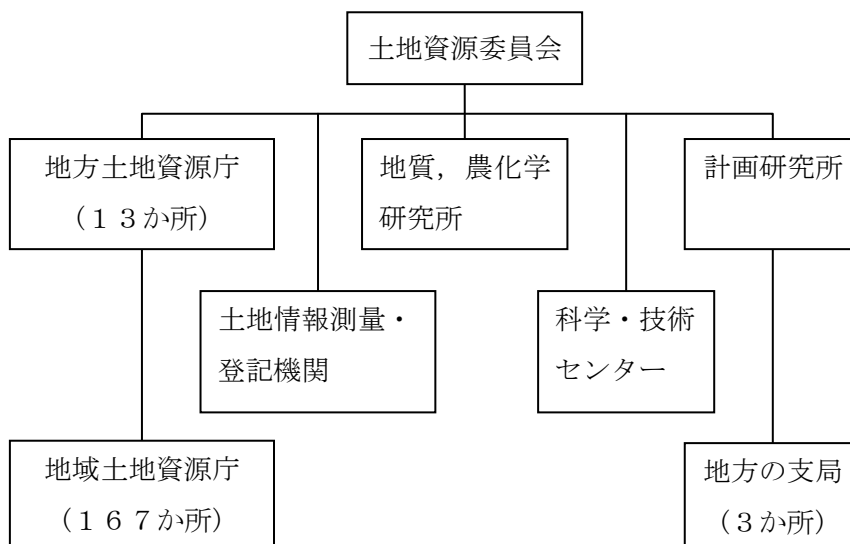 土地資源委員会
地方土地資源庁
(13か所)
地質，農化学
研究所
計画研究所
土地情報測量・
登記機関
科学・技術
センター
地域土地資源庁
(167か所)
地方の支局
(3か所)